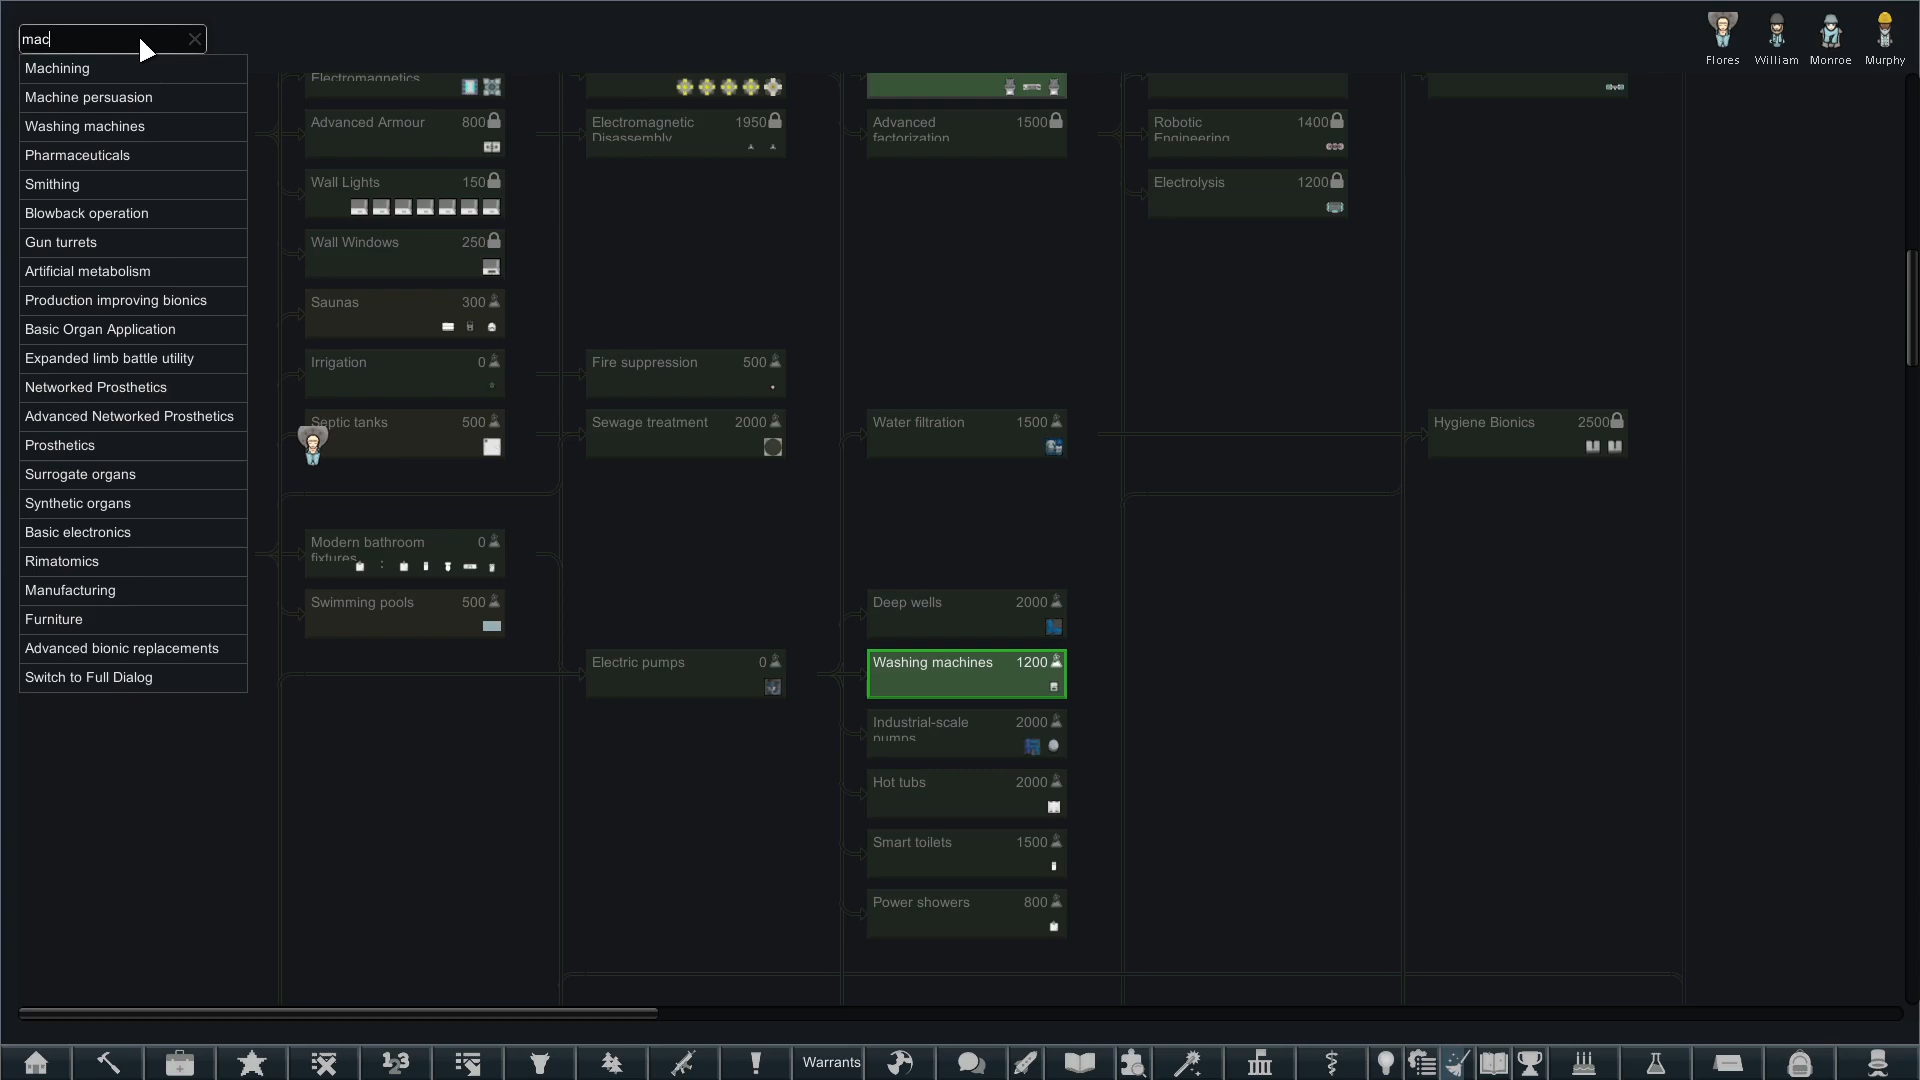 mac
Flores
William
Monroe
Murphy
Machining
Machine persuasion
Washing machines
Pharmaceuticals
Smithing
Blowback operation
Gun turrets
Artificial metabolism
Production improving bionics
Basic Organ Application
Expanded limb battle utility
Networked Prosthetics
Advanced Networked Prosthetics
Prosthetics
Surrogate organs
Synthetic organs
Basic electronics
Rimatomics
Manufacturing
Furniture
Advanced bionic replacements
Switch to Full Dialog
Electromagnetics
Advanced Armour 800
Wall Lights 150
Wall Windows 250
Saunas 300
Irrigation 0
Septic tanks 500
Modern bathroom 0
fixtures
Swimming pools 500
Electromagnetic 1950
Disassembly
Fire suppression 500
Sewage treatment 2000
Electric pumps 0
Advanced 1500
factorization
Water filtration 1500
Deep wells 2000
Washing machines 1200
Industrial-scale 2000
pumps
Hot tubs 2000
Smart toilets 1500
Power showers 800
Robotic 1400
Engineering
Electrolysis 1200
Hygiene Bionics 2500
123
Warrants